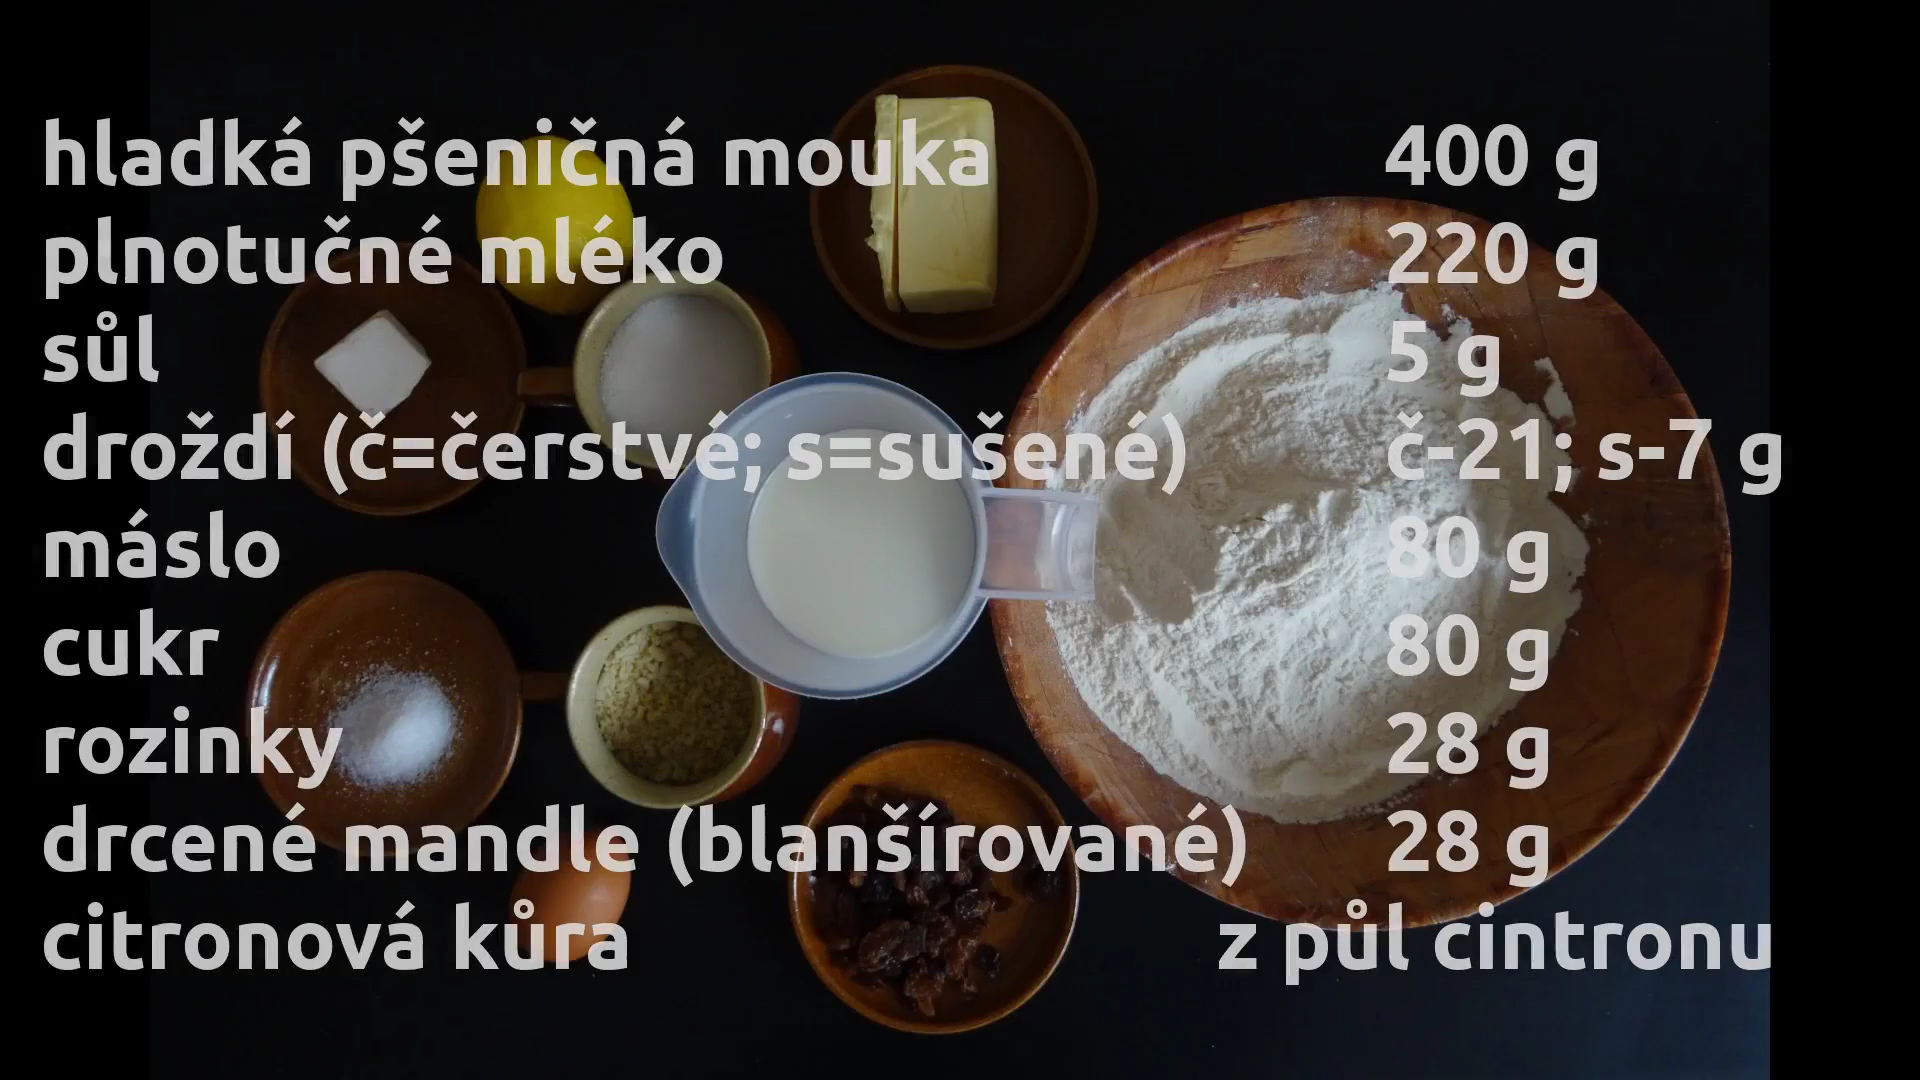 hladká pšeničná mouka 400 g
plnotučné mléko 220 g
sůl 5 g
droždí (č=čerstvé; s=sušené) č-21; s-7 g
máslo 80 g
cukr 80 g
rozinky 28 g
drcené mandle (blanšírované) 28 g
citronová kůra z půl cintronu